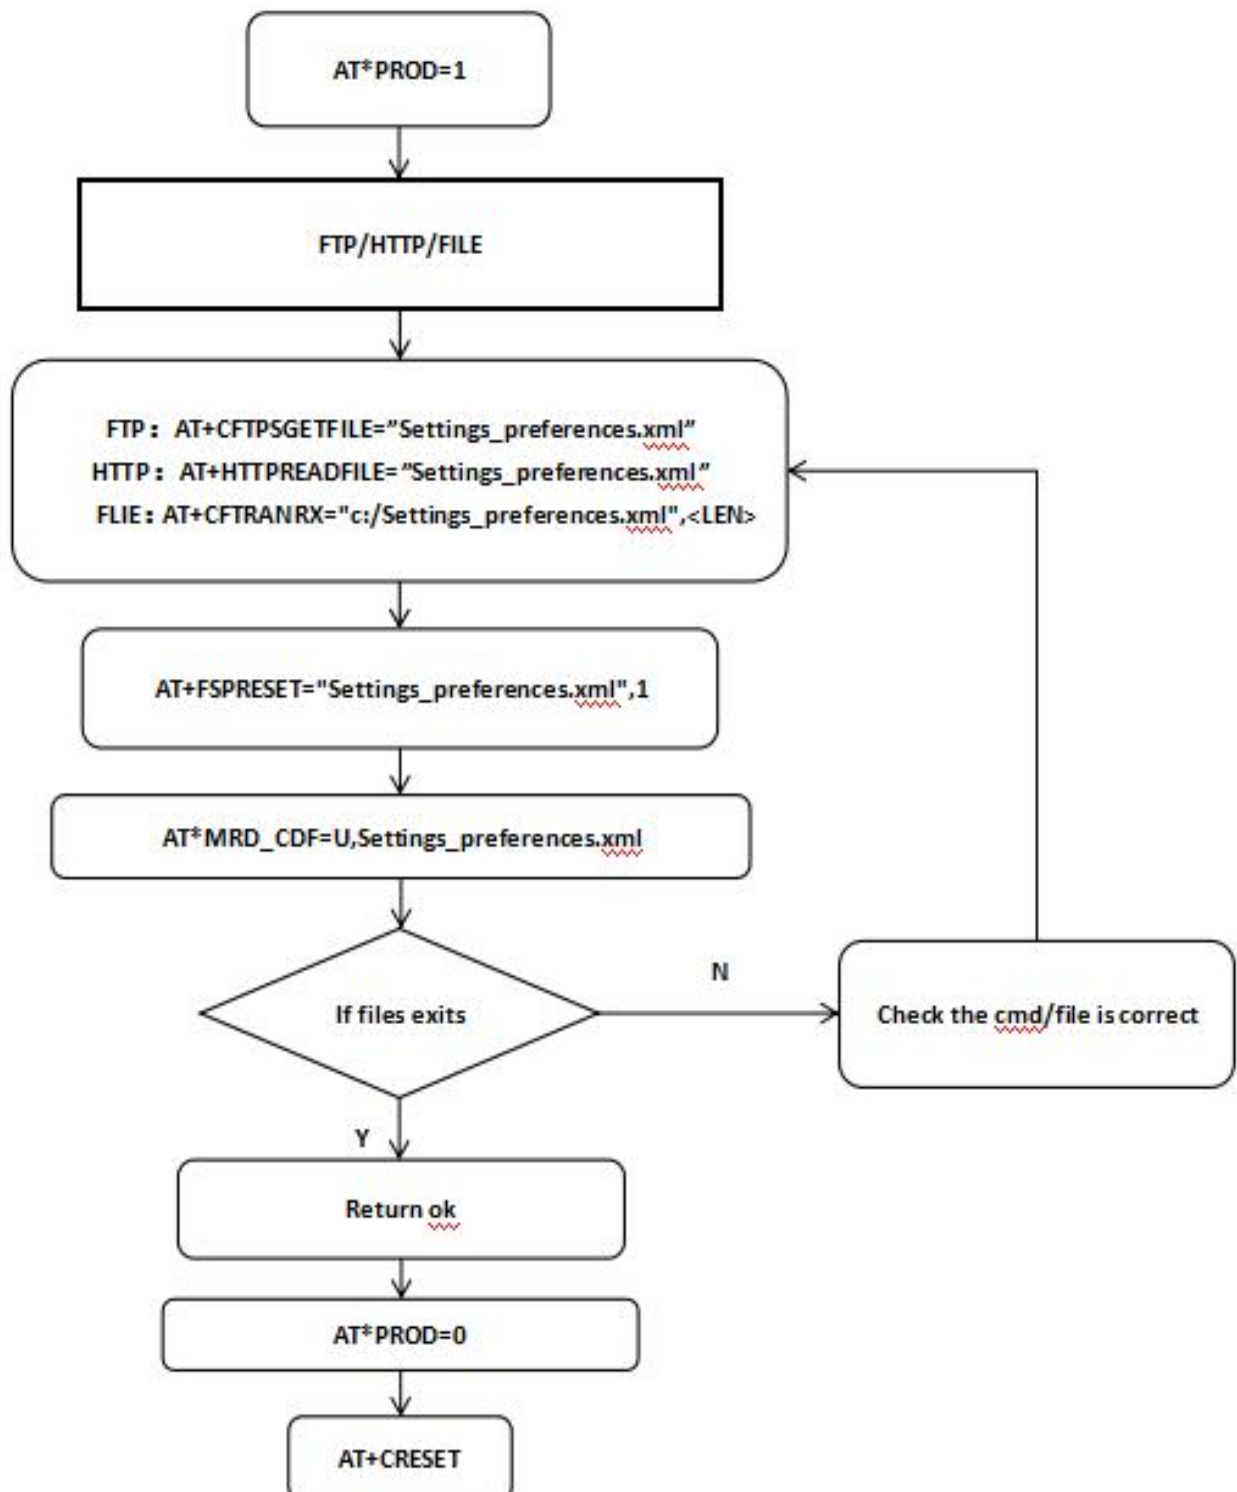 AT*PROD=1
FTP/HTTP/FILE
FTP：AT+CFTPSGETFILE=”Settings_preferences.xml”
HTTP：AT+HTTPREADFILE=”Settings_preferences.xml”
FLIE：AT+CFTRANRX="c:/Settings_preferences.xml",<LEN>
AT+FSPRESET="Settings_preferences.xml",1
AT*MRD_CDF=U,Settings_preferences.xml
N
If files exits
Check the cmd/file is correct
Y
Return ok
AT*PROD=0
AT+CRESET